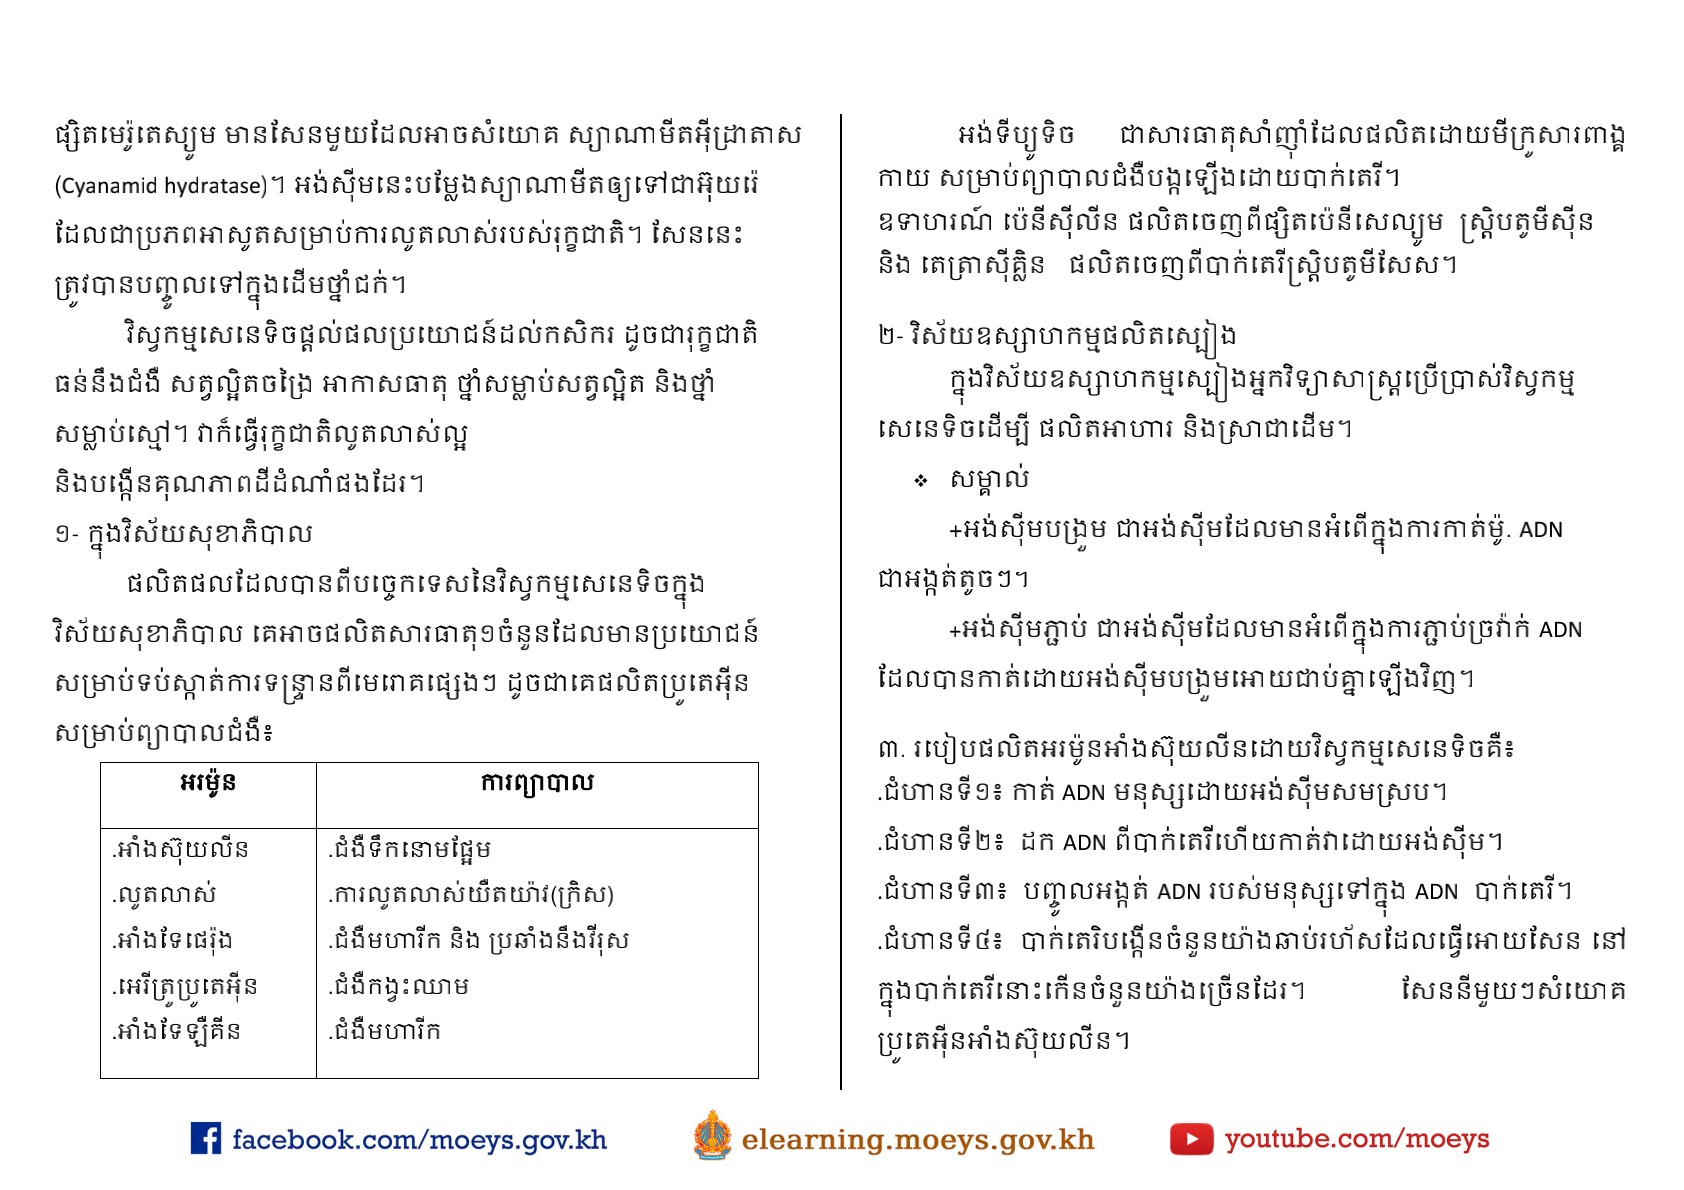 ផ្សិតមេរ៉ូតេស្យូម មានសែនមួយដែលអាចសំយោគ ស្យាណាមីតអ៊ីដ្រាតាស
(Cyanamid hydratase)។ អង់ស៊ីមនេះបម្លែងស្យាណាមីតឲ្យទៅជាអ៊ុយរ៉េ
ដែលជាប្រភពអាសូតសម្រាប់ការលូតលាស់របស់រុក្ខជាតិ។ សែននេះ
ត្រូវបានបញ្ចូលទៅក្នុងដើមថ្នាំជក់។
វិស្វកម្មសេនេទិចផ្តល់ផលប្រយោជន៍ដល់កសិករ ដូចជារុក្ខជាតិ
ធន់នឹងជំងឺ សត្វល្អិតចង្រៃ អាកាសធាតុ ថ្នាំសម្លាប់សត្វល្អិត និងថ្នាំ
សម្លាប់ស្មៅ។ វាក៏ធ្វើរុក្ខជាតិលូតលាស់ល្អ
និងបង្កើនគុណភាពដីដំណាំផងដែរ។
១- ក្នុងវិស័យសុខាភិបាល
ផលិតផលដែលបានពីបច្ចេកទេសនៃវិស្វកម្មសេនេទិចក្នុង
វិស័យសុខាភិបាល គេអាចផលិតសារធាតុ១ចំនួនដែលមានប្រយោជន៍
សម្រាប់ទប់ស្កាត់ការទន្ទ្រានពីមេរោគផ្សេងៗ ដូចជាគេផលិតប្រូតេអ៊ីន
សម្រាប់ព្យាបាលជំងឺ៖
អរម៉ូន ការព្យាបាល
.អាំងស៊ុយលីន .ជំងឺទឹកនោមផ្អែម
.លូតលាស់ .ការលូតលាស់យឺតយ៉ាវ(ក្រិស)
.អាំងទែផេរ៉ុង .ជំងឺមហារីក និង ប្រឆាំងនឹងវីរុស
.អេរីត្រូប្រូតេអ៊ីន .ជំងឺកង្វះឈាម
.អាំងទែឡឺគីន .ជំងឺមហារីក
អង់ទីប្យូទិច ជាសារធាតុសាំញ៉ាំដែលផលិតដោយមីក្រូសារពាង្គ
កាយ សម្រាប់ព្យាបាលជំងឺបង្កឡើងដោយបាក់តេរី។
ឧទាហរណ៍ ប៉េនីស៊ីលីន ផលិតចេញពីផ្សិតប៉េនីសេល្យូម ស្ត្រិបតូមីស៊ីន
និង តេត្រាស៊ីគ្លិន ផលិតចេញពីបាក់តេរីស្ត្រិបតូមីសែស។
២- វិស័យឧស្សាហកម្មផលិតស្បៀង
ក្នុងវិស័យឧស្សាហកម្មស្បៀងអ្នកវិទ្យាសាស្ត្រប្រើប្រាស់វិស្វកម្ម
សេនេទិចដើម្បី ផលិតអាហារ និងស្រាជាដើម។
❖ សម្គាល់
+អង់ស៊ីមបង្រួម ជាអង់ស៊ីមដែលមានអំពើក្នុងការកាត់ម៉ូ. ADN
ជាអង្កត់តូចៗ។
+អង់ស៊ីមភ្ជាប់ ជាអង់ស៊ីមដែលមានអំពើក្នុងការភ្ជាប់ច្រវ៉ាក់ ADN
ដែលបានកាត់ដោយអង់ស៊ីមបង្រួមអោយជាប់គ្នាឡើងវិញ។
៣. របៀបផលិតអរម៉ូនអាំងស៊ុយលីនដោយវិស្វកម្មសេនេទិចគឺ៖
.ជំហានទី១៖ កាត់ ADN មនុស្សដោយអង់ស៊ីមសមស្រប។
.ជំហានទី២៖ ដក ADN ពីបាក់តេរីហើយកាត់វាដោយអង់ស៊ីម។
.ជំហានទី៣៖ បញ្ចូលអង្កត់ ADN របស់មនុស្សទៅក្នុង ADN បាក់តេរី។
.ជំហានទី៤៖ បាក់តេរិបង្កើនចំនួនយ៉ាងឆាប់រហ័សដែលធ្វើអោយសែន នៅ
ក្នុងបាក់តេរីនោះកើនចំនួនយ៉ាងច្រើនដែរ។ សែននីមួយៗសំយោគ
ប្រូតេអ៊ីនអាំងស៊ុយលីន។
facebook.com/moeys.gov.kh elearning.moeys.gov.kh youtube.com/moeys